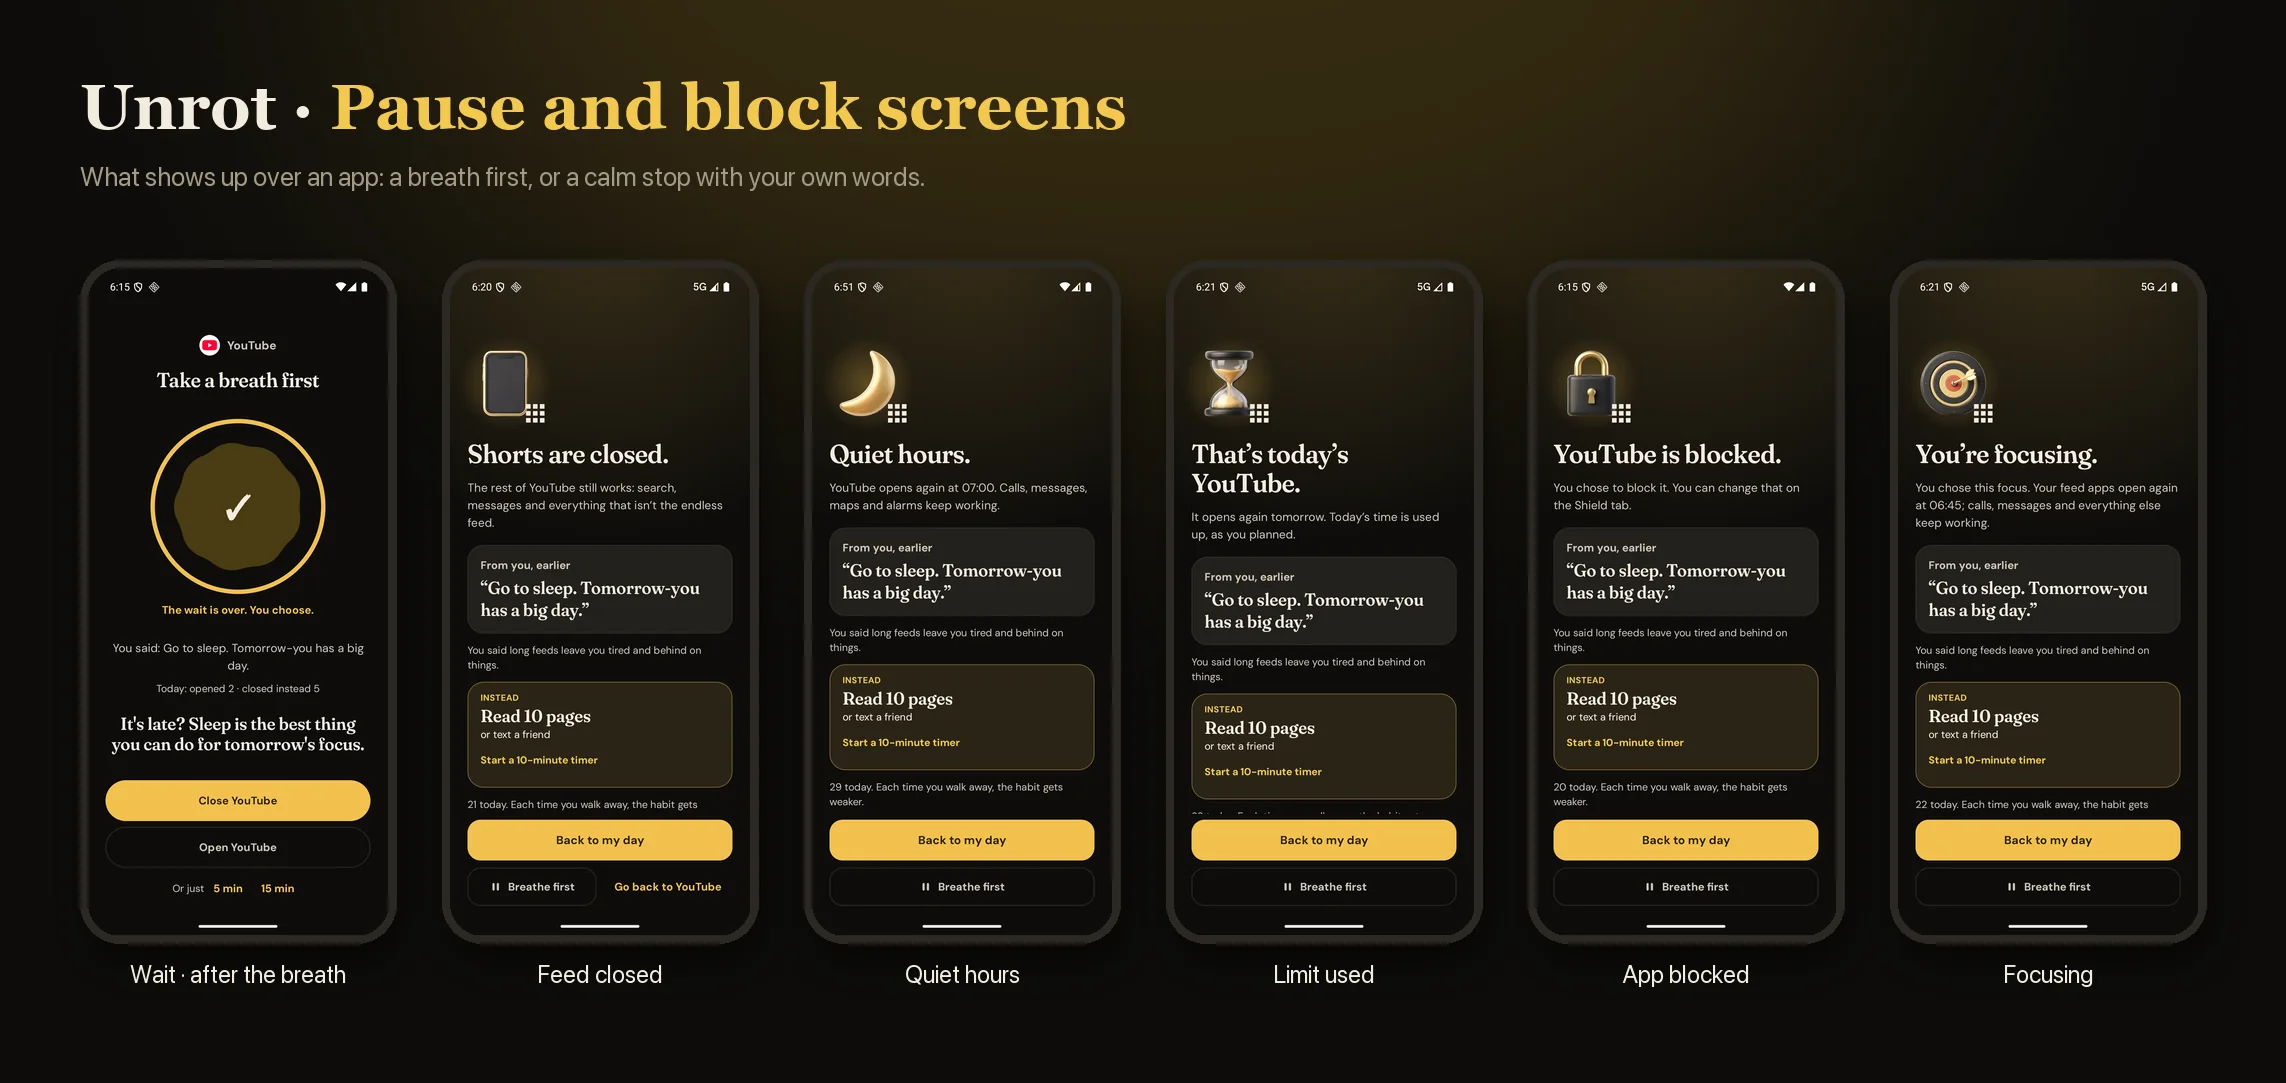 Unrot · Pause and block screens
What shows up over an app: a breath first, or a calm stop with your own words.
6:15
YouTube
Take a breath first
The wait is over. You choose.
You said: Go to sleep. Tomorrow-you has a big
day.
Today: opened 2 · closed instead 5
It's late? Sleep is the best thing
you can do for tomorrow's focus.
Close YouTube
Open YouTube
Or just 5 min 15 min
Wait · after the breath
6:20 5G
Shorts are closed.
The rest of YouTube still works: search,
messages and everything that isn’t the endless
feed.
From you, earlier
“Go to sleep. Tomorrow-you
has a big day.”
You said long feeds leave you tired and behind on
things.
INSTEAD
Read 10 pages
or text a friend
Start a 10-minute timer
21 today. Each time you walk away, the habit gets
Back to my day
Breathe first Go back to YouTube
Feed closed
6:51
Quiet hours.
YouTube opens again at 07:00. Calls, messages,
maps and alarms keep working.
From you, earlier
“Go to sleep. Tomorrow-you
has a big day.”
You said long feeds leave you tired and behind on
things.
INSTEAD
Read 10 pages
or text a friend
Start a 10-minute timer
29 today. Each time you walk away, the habit gets
weaker.
Back to my day
Breathe first
Quiet hours
6:21 5G
That’s today’s
YouTube.
It opens again tomorrow. Today’s time is used
up, as you planned.
From you, earlier
“Go to sleep. Tomorrow-you
has a big day.”
You said long feeds leave you tired and behind on
things.
INSTEAD
Read 10 pages
or text a friend
Start a 10-minute timer
Back to my day
Breathe first
Limit used
6:15
YouTube is blocked.
You chose to block it. You can change that on
the Shield tab.
From you, earlier
“Go to sleep. Tomorrow-you
has a big day.”
You said long feeds leave you tired and behind on
things.
INSTEAD
Read 10 pages
or text a friend
Start a 10-minute timer
20 today. Each time you walk away, the habit gets
weaker.
Back to my day
Breathe first
App blocked
6:21 5G
You’re focusing.
You chose this focus. Your feed apps open again
at 06:45; calls, messages and everything else
keep working.
From you, earlier
“Go to sleep. Tomorrow-you
has a big day.”
You said long feeds leave you tired and behind on
things.
INSTEAD
Read 10 pages
or text a friend
Start a 10-minute timer
22 today. Each time you walk away, the habit gets
Back to my day
Breathe first
Focusing